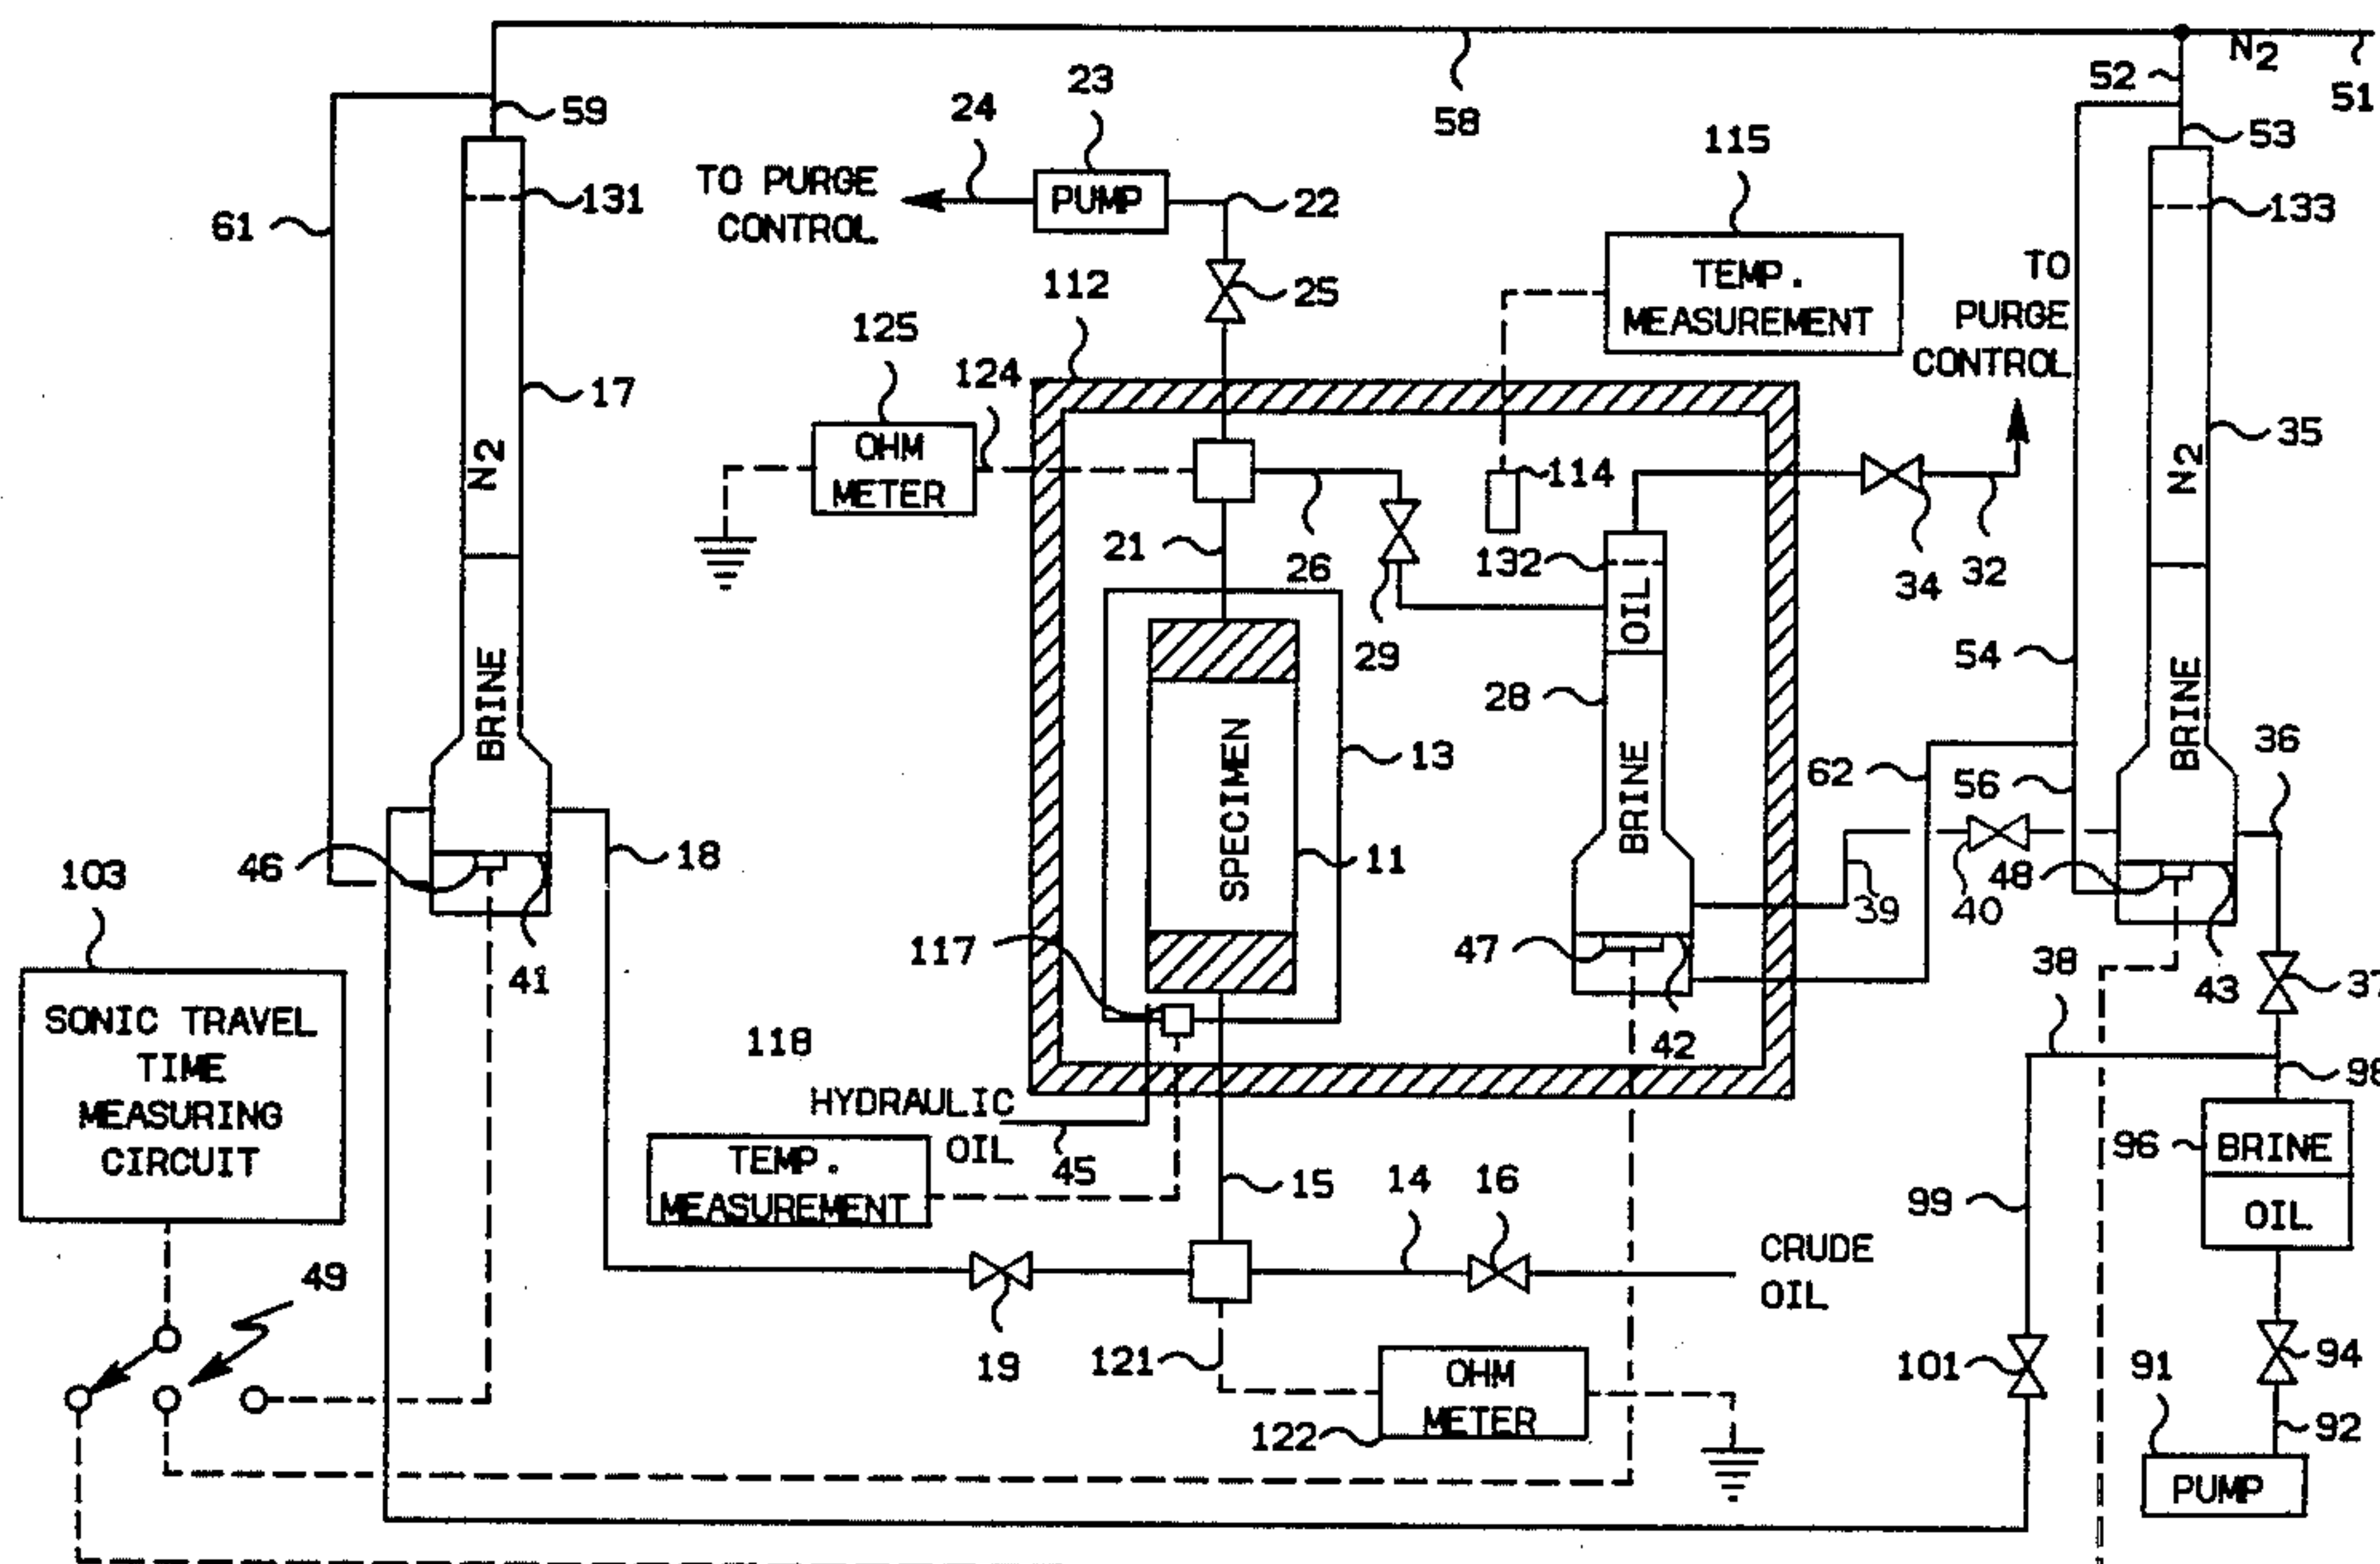 N2
51
52
53
58
59
61
131
17
N2
BRINE
23
24
TO PURGE
CONTROL
PUMP
22
25
112
115
TEMP.
MEASUREMENT
TO
PURGE
CONTROL
133
35
N2
BRINE
125
124
OHM
METER
114
34
32
21
26
29
132
OIL
28
BRINE
54
13
SPECIMEN
11
62
56
36
39
40
48
43
37
46
41
18
103
SONIC TRAVEL
TIME
MEASURING
CIRCUIT
117
47
42
118
HYDRAULIC
OIL
45
TEMP.
MEASUREMENT
15
14
16
CRUDE
OIL
38
98
96
BRINE
OIL
99
49
19
121
OHM
METER
122
101
94
91
92
PUMP